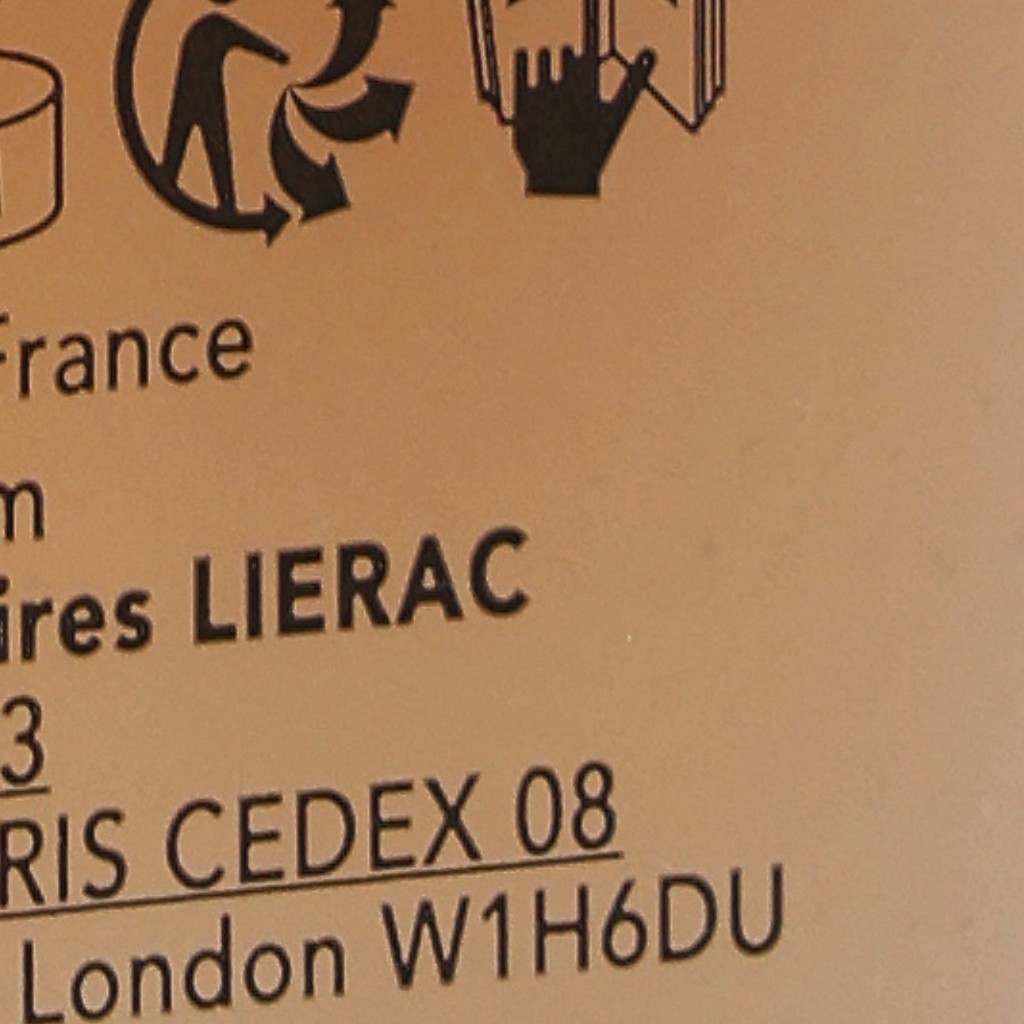 France
m
ires LIERAC
3
RIS CEDEX 08
London W1H6DU